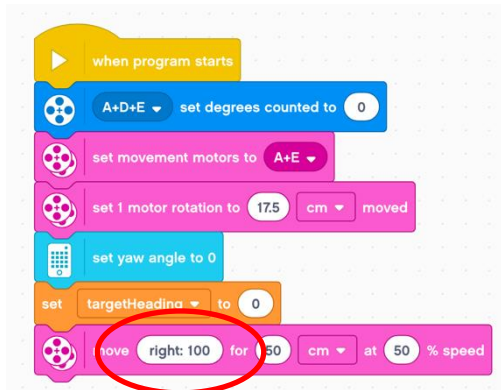 when program starts
A+D+E set degrees counted to 0
set movement motors to A+E
set 1 motor rotation to 17.5 cm moved
set yaw angle to 0
set targetHeading to 0
move right: 100 for 50 cm at 50 % speed